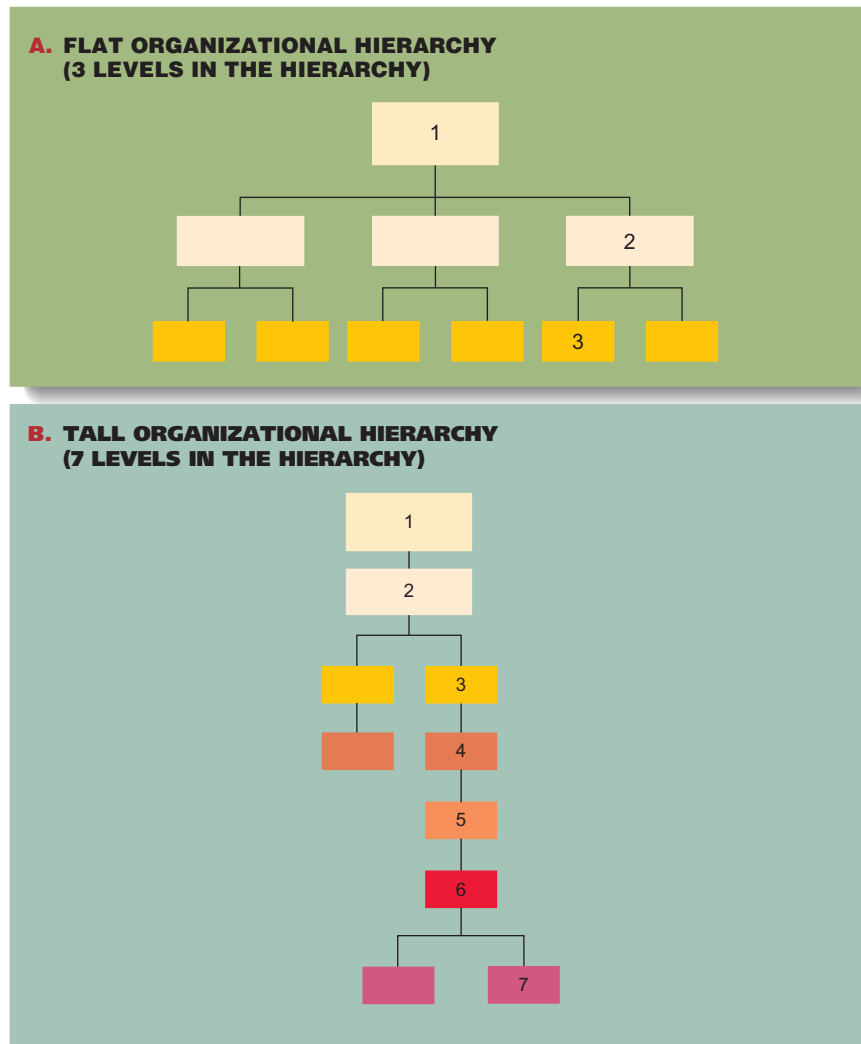 A. FLAT ORGANIZATIONAL HIERARCHY
(3 LEVELS IN THE HIERARCHY)
1
2
3
B. TALL ORGANIZATIONAL HIERARCHY
(7 LEVELS IN THE HIERARCHY)
1
2
3
4
5
6
7